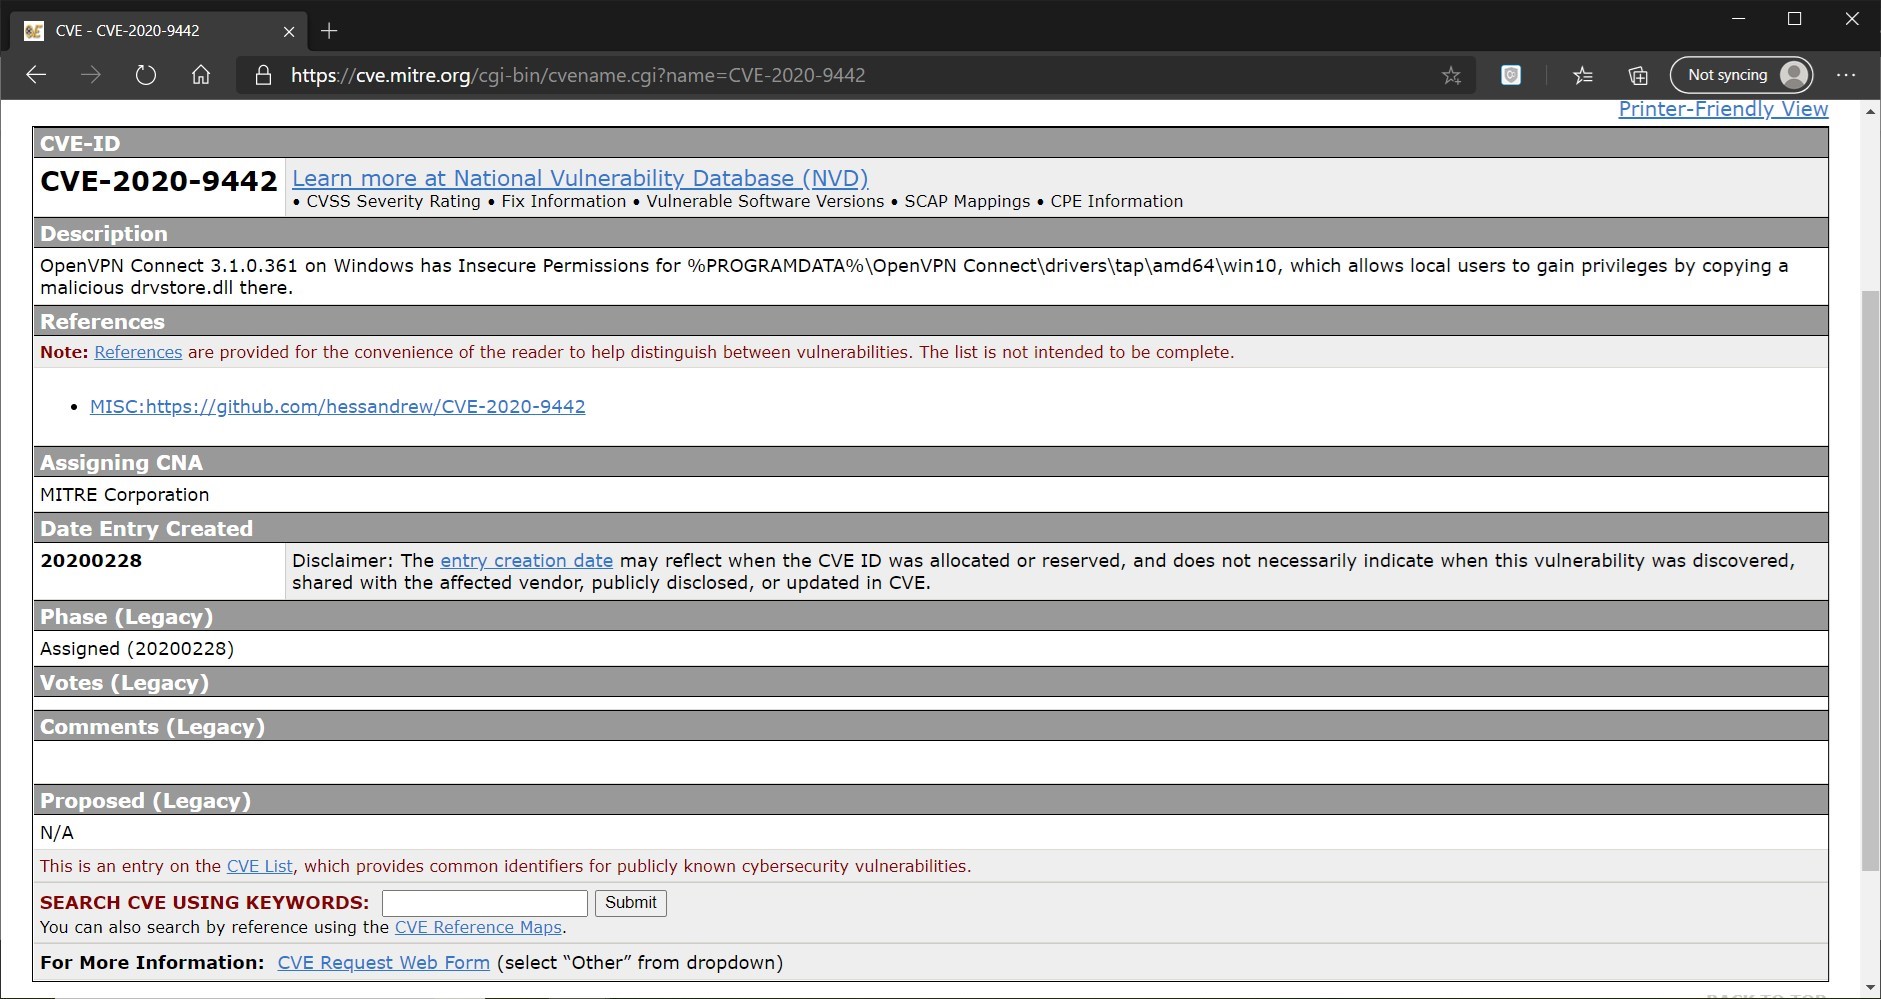 CVE - CVE-2020-9442
https://cve.mitre.org/cgi-bin/cvename.cgi?name=CVE-2020-9442
Not syncing
Printer-Friendly View
CVE-ID
CVE-2020-9442
Learn more at National Vulnerability Database (NVD)
• CVSS Severity Rating • Fix Information • Vulnerable Software Versions • SCAP Mappings • CPE Information
Description
OpenVPN Connect 3.1.0.361 on Windows has Insecure Permissions for %PROGRAMDATA%\OpenVPN Connect\drivers\tap\amd64\win10, which allows local users to gain privileges by copying a
malicious drvstore.dll there.
References
Note: References are provided for the convenience of the reader to help distinguish between vulnerabilities. The list is not intended to be complete.
• MISC:https://github.com/hessandrew/CVE-2020-9442
Assigning CNA
MITRE Corporation
Date Entry Created
20200228
Disclaimer: The entry creation date may reflect when the CVE ID was allocated or reserved, and does not necessarily indicate when this vulnerability was discovered,
shared with the affected vendor, publicly disclosed, or updated in CVE.
Phase (Legacy)
Assigned (20200228)
Votes (Legacy)
Comments (Legacy)
Proposed (Legacy)
N/A
This is an entry on the CVE List, which provides common identifiers for publicly known cybersecurity vulnerabilities.
SEARCH CVE USING KEYWORDS: Submit
You can also search by reference using the CVE Reference Maps.
For More Information: CVE Request Web Form (select “Other” from dropdown)
BACK TO TOP